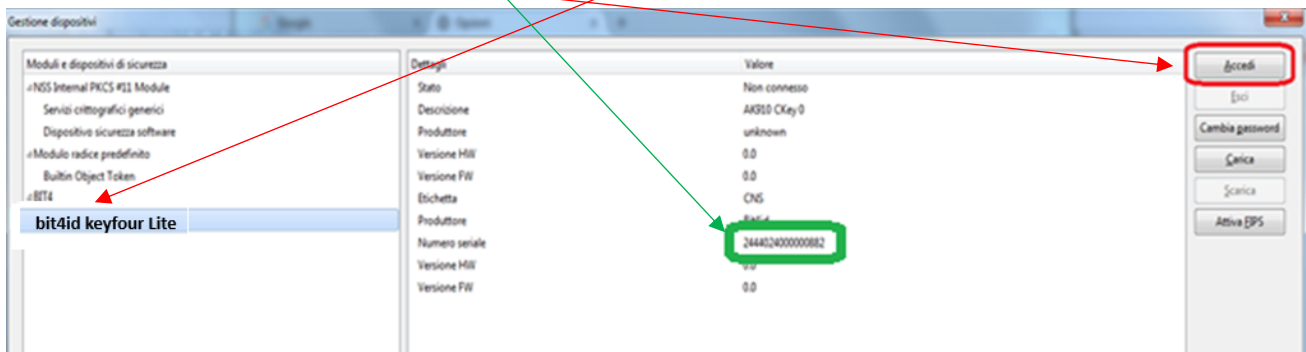 Gestione dispositivi
Moduli e dispositivi di sicurezza
NSS Internal PKCS #11 Module
Servizi crittografici generici
Dispositivo sicurezza software
Modulo radice predefinito
Builtin Object Token
BIT4
bit4id keyfour Lite
Dettagli Valore
Stato Non connesso
Descrizione AK910 CKey 0
Produttore unknown
Versione HW 0.0
Versione FW 0.0
Etichetta CNS
Produttore
Numero seriale 2444024000000882
Versione HW 0.0
Versione FW 0.0
Accedi
Esci
Cambia password
Carica
Scarica
Attiva FIPS